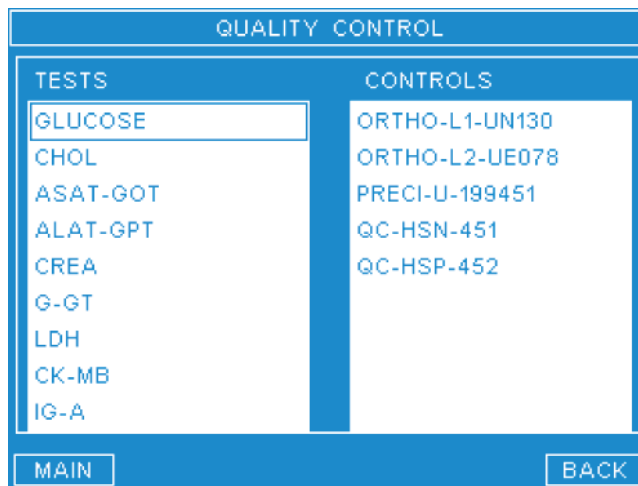 QUALITY CONTROL
TESTS
GLUCOSE
CHOL
ASAT-GOT
ALAT-GPT
CREA
G-GT
LDH
CK-MB
IG-A
CONTROLS
ORTHO-L1-UN130
ORTHO-L2-UE078
PRECI-U-199451
QC-HSN-451
QC-HSP-452
MAIN
BACK